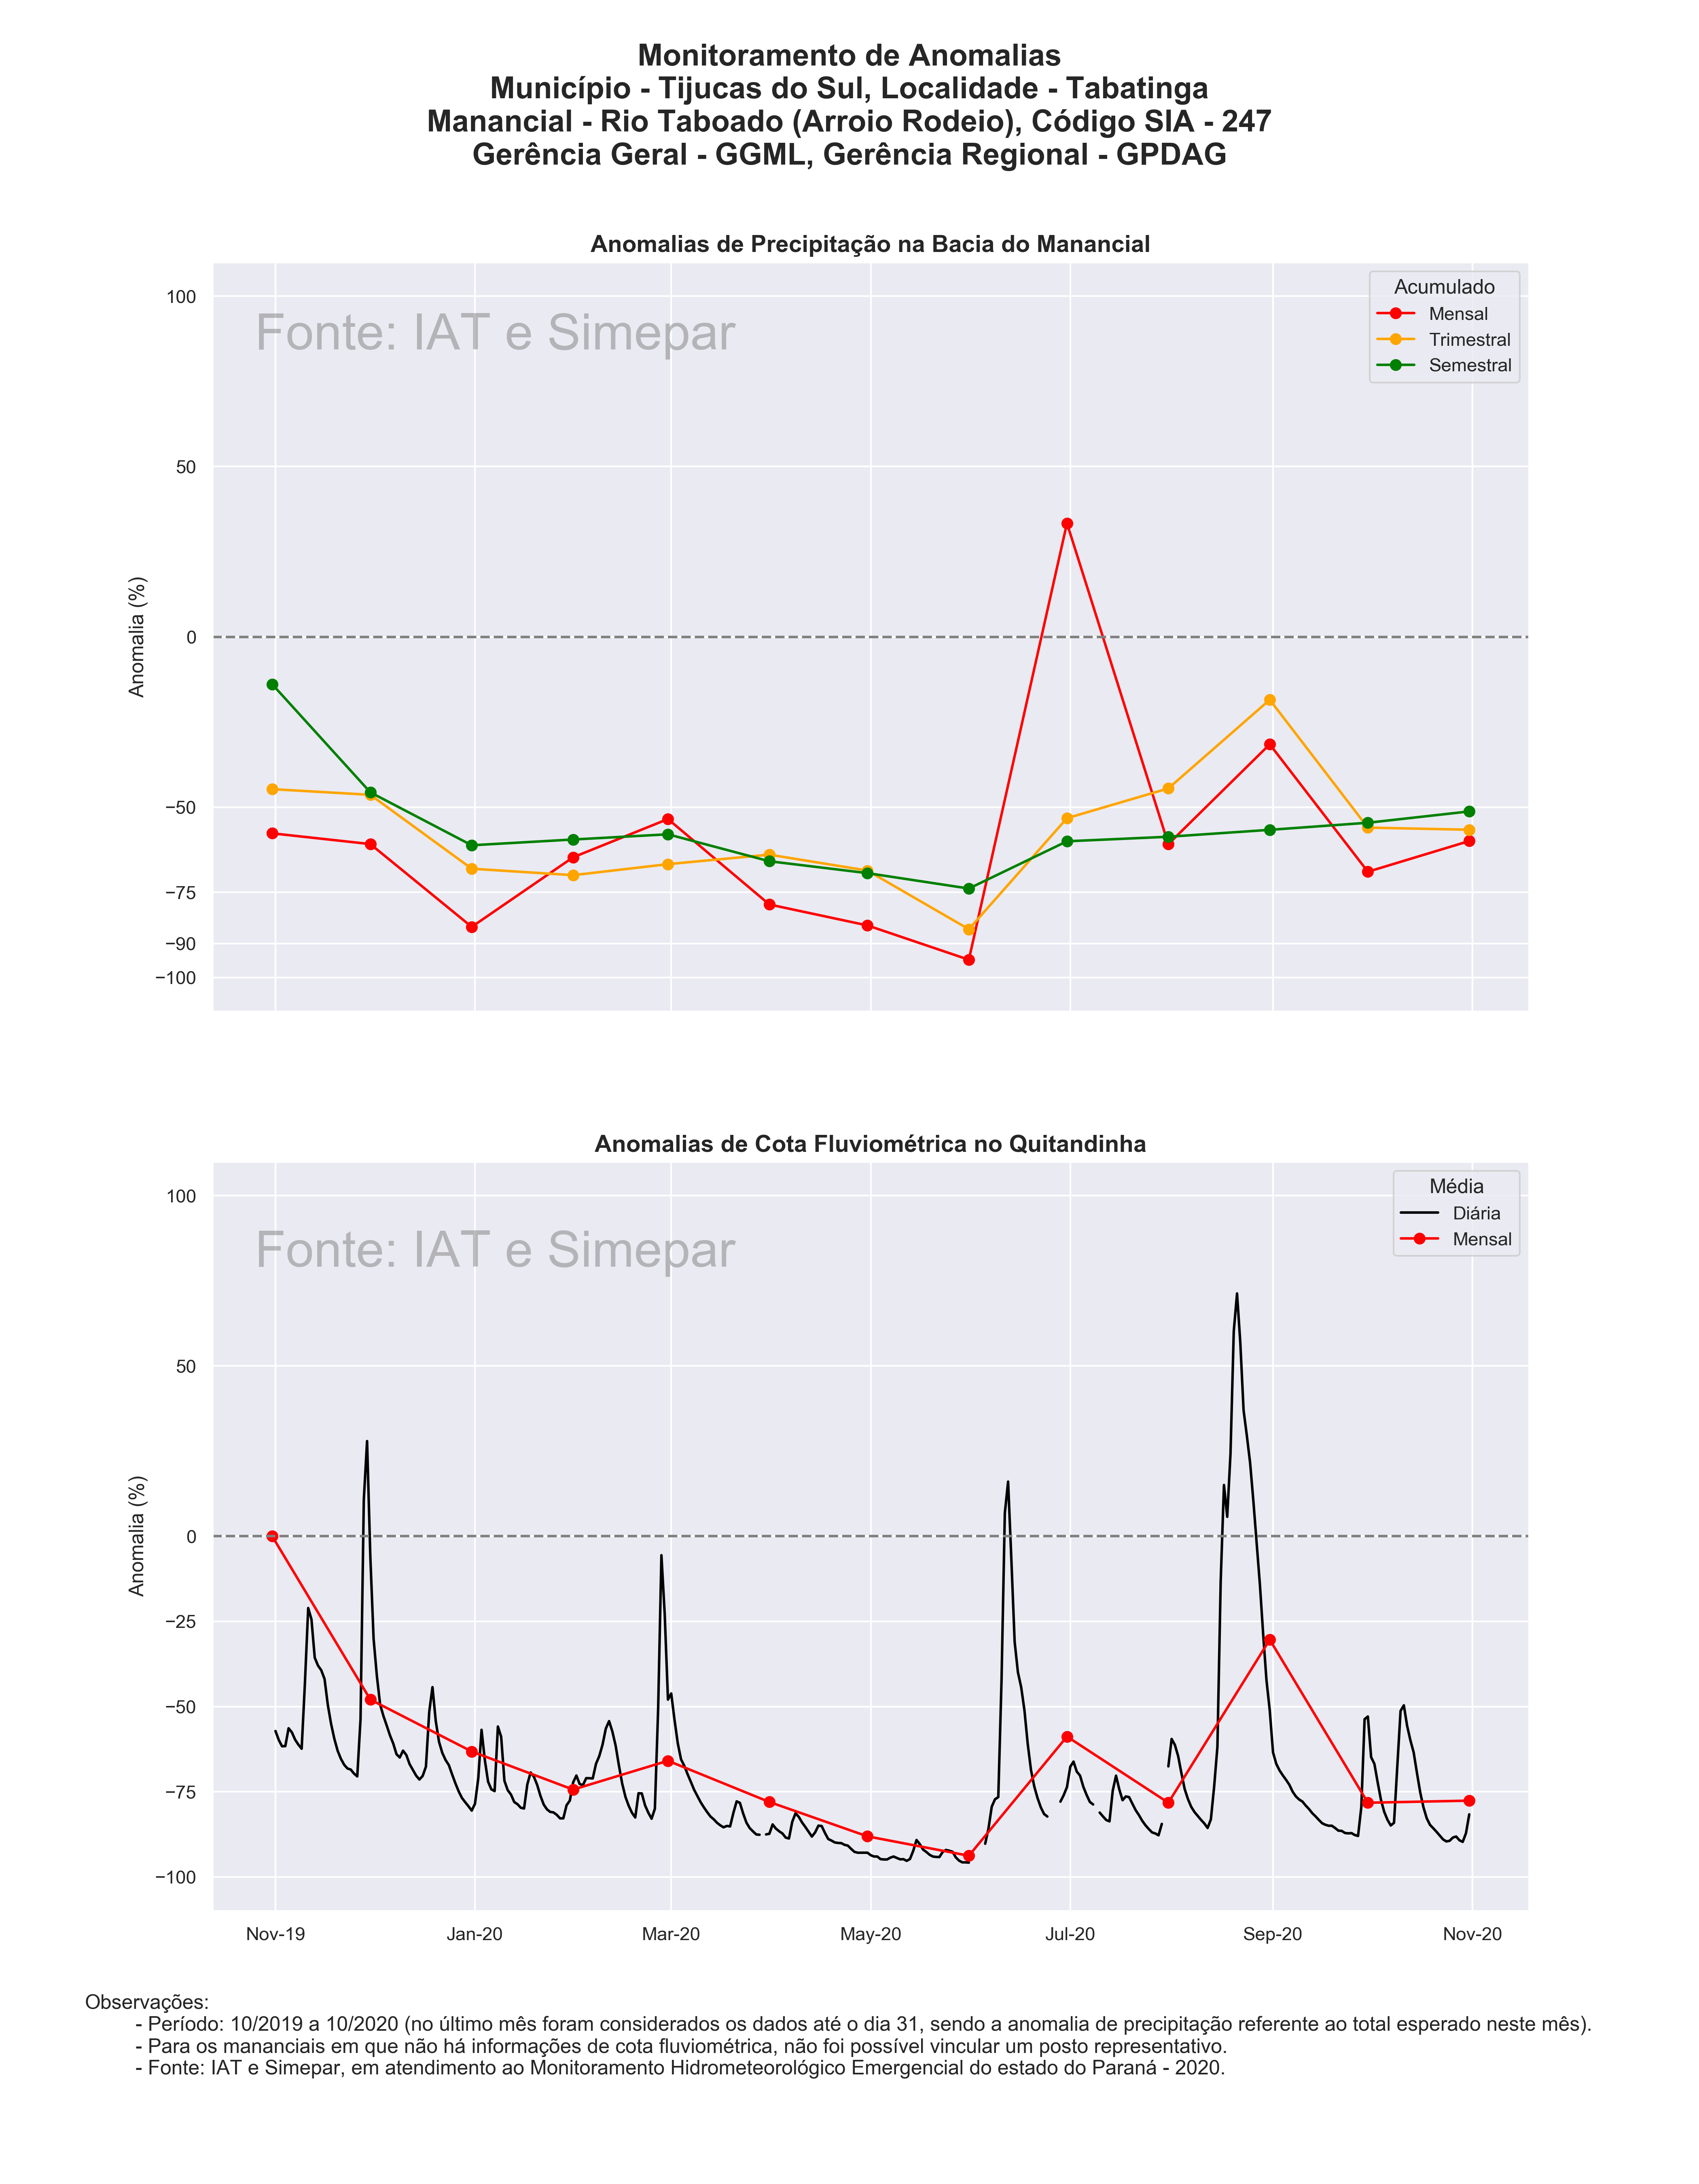 Monitoramento de Anomalias
Município - Tijucas do Sul, Localidade - Tabatinga
Manancial - Rio Taboado (Arroio Rodeio), Código SIA - 247
Gerência Geral - GGML, Gerência Regional - GPDAG
Anomalias de Precipitação na Bacia do Manancial
Fonte: IAT e Simepar
Acumulado
Mensal
Trimestral
Semestral
Anomalia (%)
100
50
0
−50
−75
−90
−100
Anomalias de Cota Fluviométrica no Quitandinha
Fonte: IAT e Simepar
Média
Diária
Mensal
Anomalia (%)
100
50
0
−25
−50
−75
−100
Nov-19 Jan-20 Mar-20 May-20 Jul-20 Sep-20 Nov-20
Observações:
- Período: 10/2019 a 10/2020 (no último mês foram considerados os dados até o dia 31, sendo a anomalia de precipitação referente ao total esperado neste mês).
- Para os mananciais em que não há informações de cota fluviométrica, não foi possível vincular um posto representativo.
- Fonte: IAT e Simepar, em atendimento ao Monitoramento Hidrometeorológico Emergencial do estado do Paraná - 2020.